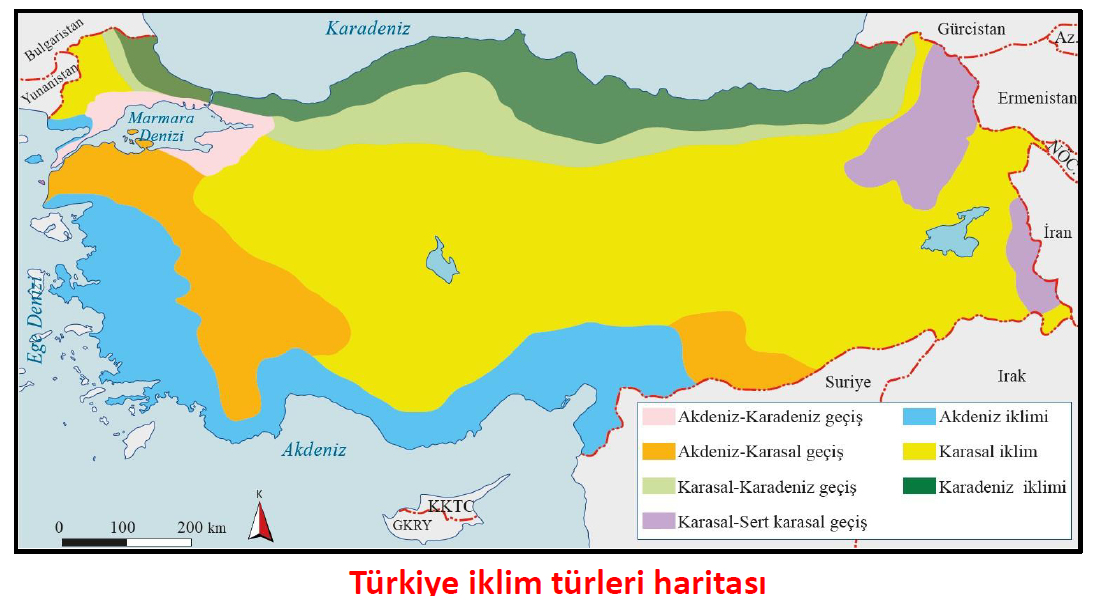 Bulgaristan
Karadeniz
Gürcistan
Az.
Yunanistan
Ermenistan
Marmara
Denizi
NÖC.
İran
Ege Denizi
Suriye
Irak
Akdeniz
Akdeniz-Karadeniz geçiş
Akdeniz iklimi
Akdeniz-Karasal geçiş
Karasal iklim
Karasal-Karadeniz geçiş
Karadeniz iklimi
Karasal-Sert karasal geçiş
K
KKTC
GKRY
0 100 200 km
Türkiye iklim türleri haritası